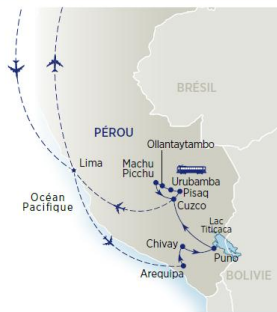 BRÉSIL
PÉROU
Ollantaytambo
Lima
Machu
Picchu
Urubamba
Pisaq
Cuzco
Océan
Pacifique
Lac
Titicaca
Chivay
Puno
Arequipa
BOLIVIE